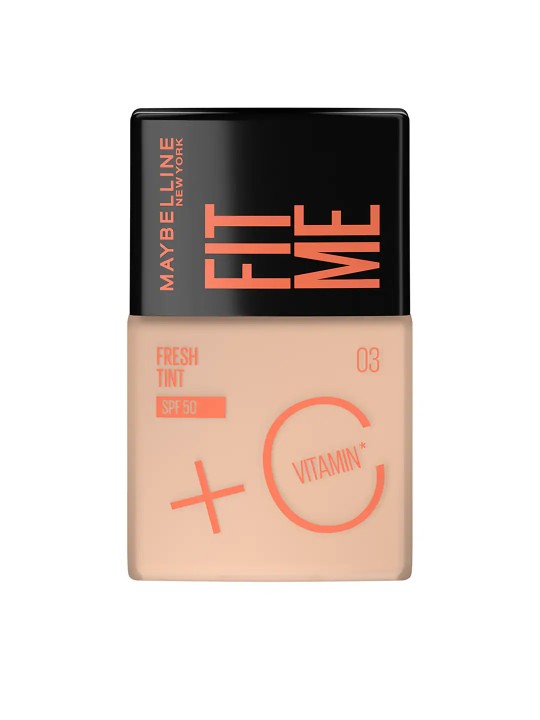 MAYBELLINE
NEW YORK
FIT
ME
FRESH
TINT
03
SPF 50
+ C
VITAMIN*